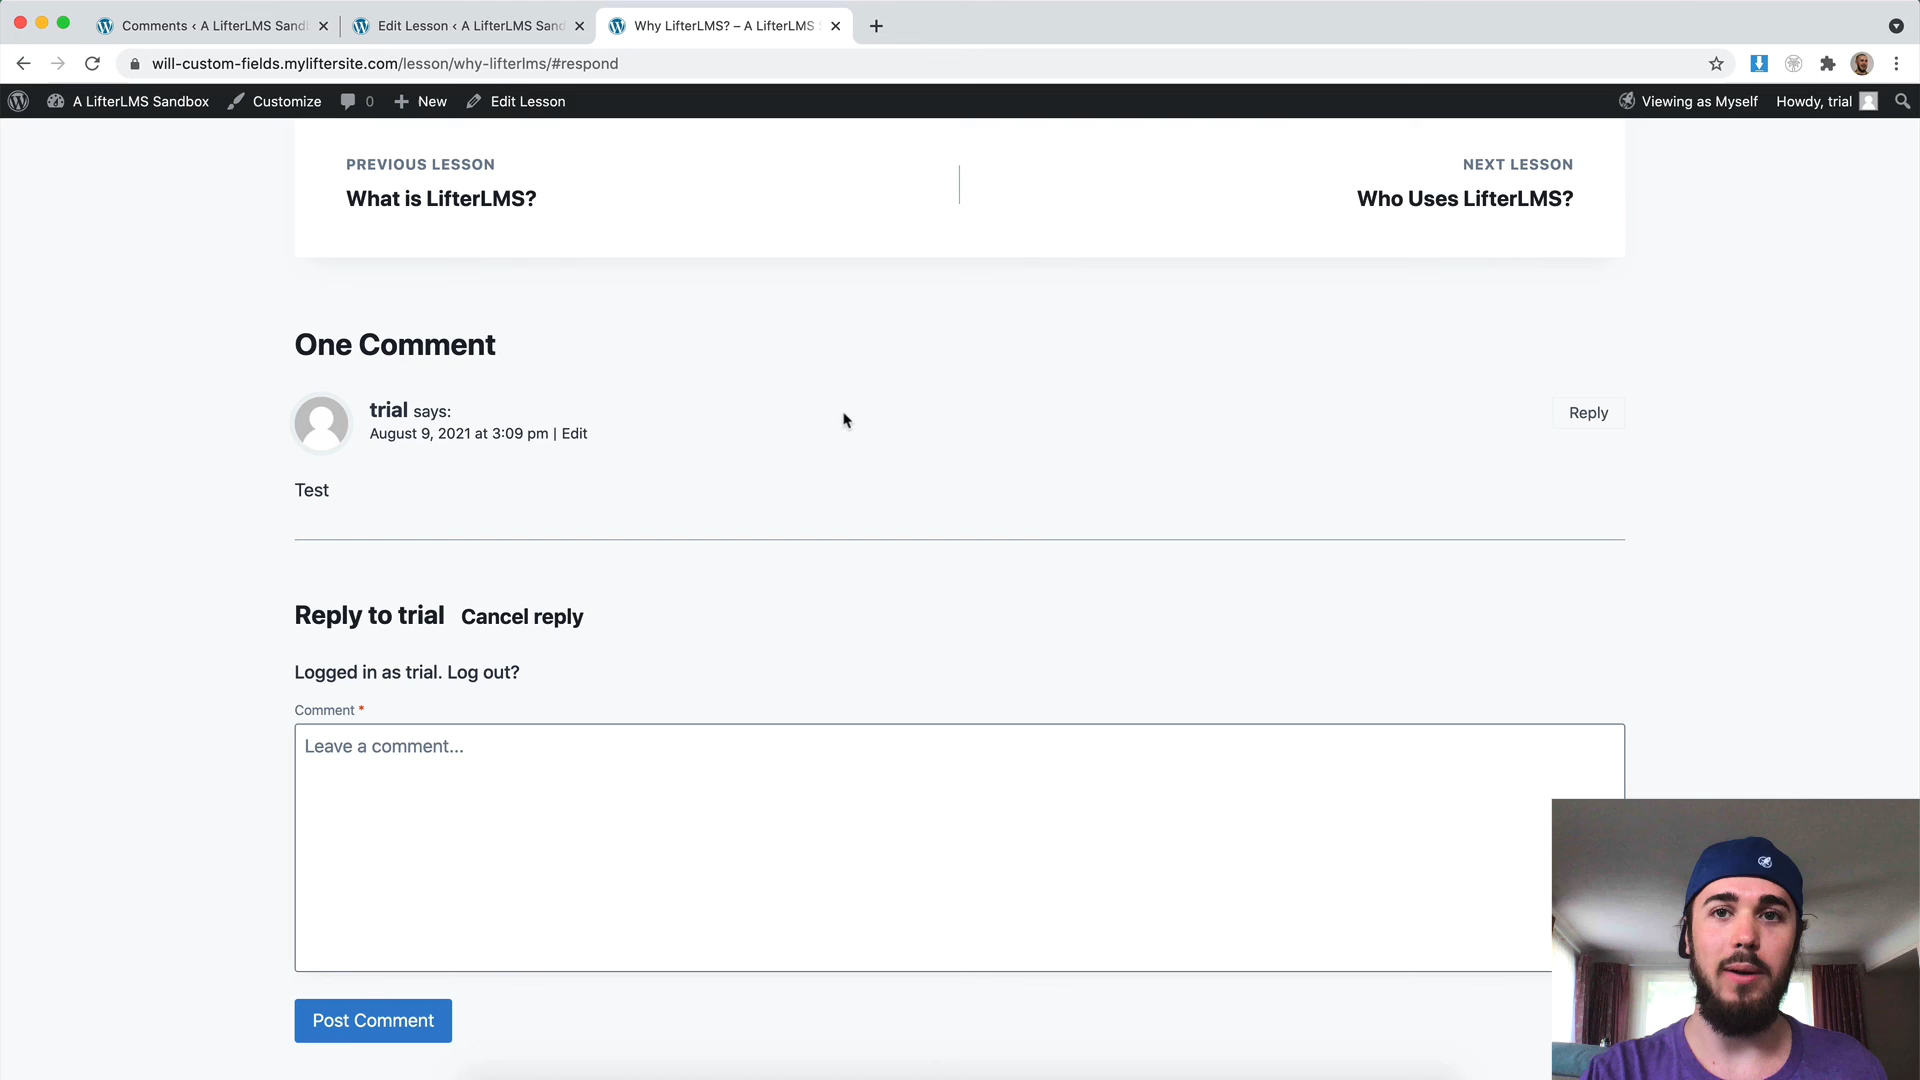 Comments ‹ A LifterLMS Sand
Edit Lesson ‹ A LifterLMS Sand
Why LifterLMS? – A LifterLMS S
will-custom-fields.myliftersite.com/lesson/why-lifterlms/#respond
A LifterLMS Sandbox
Customize
0
New
Edit Lesson
Viewing as Myself
Howdy, trial
PREVIOUS LESSON
What is LifterLMS?
NEXT LESSON
Who Uses LifterLMS?
One Comment
trial says:
August 9, 2021 at 3:09 pm | Edit
Reply
Test
Reply to trial Cancel reply
Logged in as trial. Log out?
Comment *
Leave a comment...
Post Comment